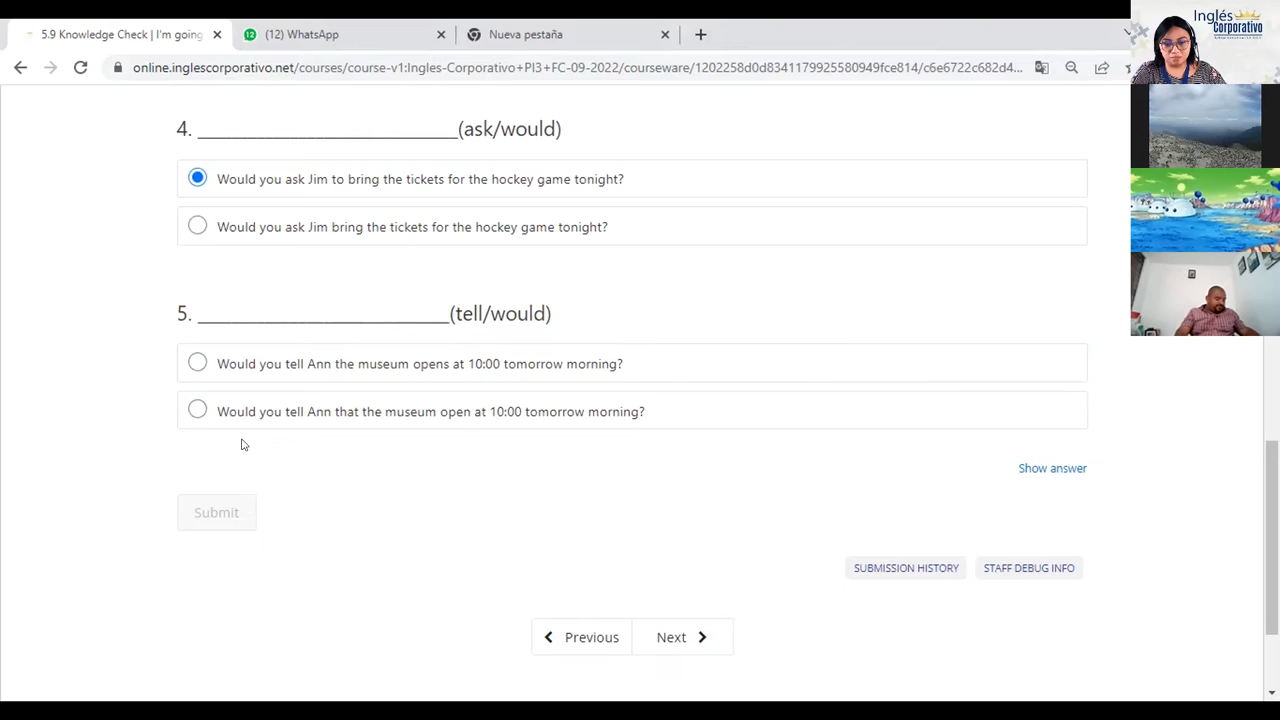 5.9 Knowledge Check | I'm going
(12) WhatsApp
Nueva pestaña
online.inglescorporativo.net/courses/course-v1:Ingles-Corporativo+PI3+FC-09-2022/courseware/1202258f0d8341179925580949fce814/c6e6722c682d4...
Inglés
Corporativo
4. __________________________(ask/would)
Would you ask Jim to bring the tickets for the hockey game tonight?
Would you ask Jim bring the tickets for the hockey game tonight?
5. _________________________(tell/would)
Would you tell Ann the museum opens at 10:00 tomorrow morning?
Would you tell Ann that the museum open at 10:00 tomorrow morning?
Show answer
Submit
SUBMISSION HISTORY
STAFF DEBUG INFO
Previous
Next